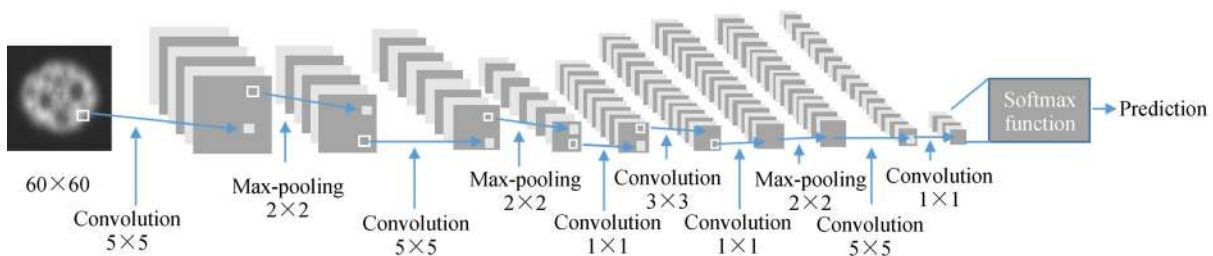 60×60
Convolution
5×5
Max-pooling
2×2
Convolution
5×5
Max-pooling
2×2
Convolution
1×1
Convolution
3×3
Convolution
1×1
Max-pooling
2×2
Convolution
5×5
Convolution
1×1
Softmax
function
Prediction